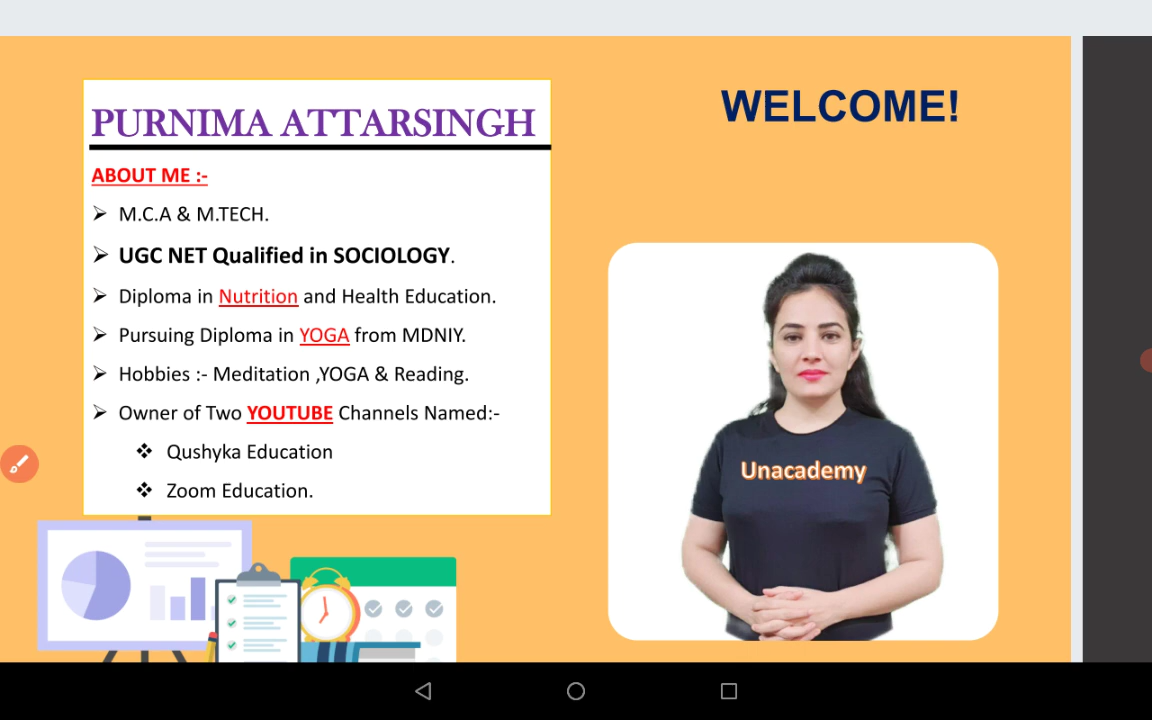 PURNIMA ATTARSINGH
WELCOME!
ABOUT ME :-
M.C.A & M.TECH.
UGC NET Qualified in SOCIOLOGY.
Diploma in Nutrition and Health Education.
Pursuing Diploma in YOGA from MDNIY.
Hobbies :- Meditation ,YOGA & Reading.
Owner of Two YOUTUBE Channels Named:-
Qushyka Education
Zoom Education.
Unacademy